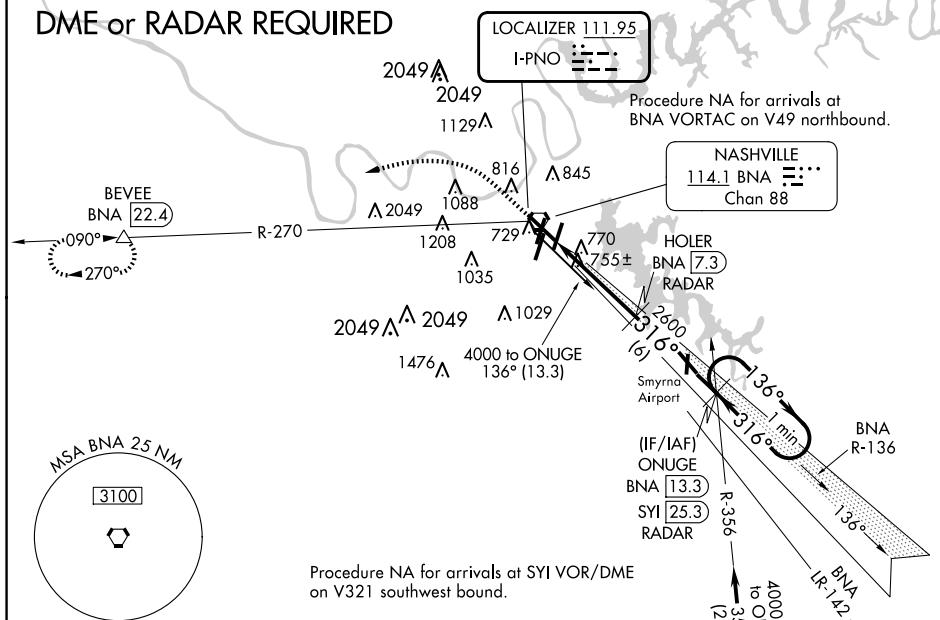 DME or RADAR REQUIRED
LOCALIZER 111.95
I-PNO
2049
2049
1129
Procedure NA for arrivals at
BNA VORTAC on V49 northbound.
NASHVILLE
114.1 BNA
Chan 88
816
845
1088
BEVEE
BNA 22.4
2049
090°
R-270
270°
1208
729
770
755±
1035
HOLER
BNA 7.3
RADAR
2049
2049
1029
2600
316°
(6)
4000 to ONUGE
136° (13.3)
1476
Smyrna
Airport
136°
1 min
316°
BNA
R-136
136°
(IF/IAF)
ONUGE
BNA 13.3
SYI 25.3
RADAR
R-356
BNA
LR-142
MSA BNA 25 NM
3100
Procedure NA for arrivals at SYI VOR/DME
on V321 southwest bound.
4000